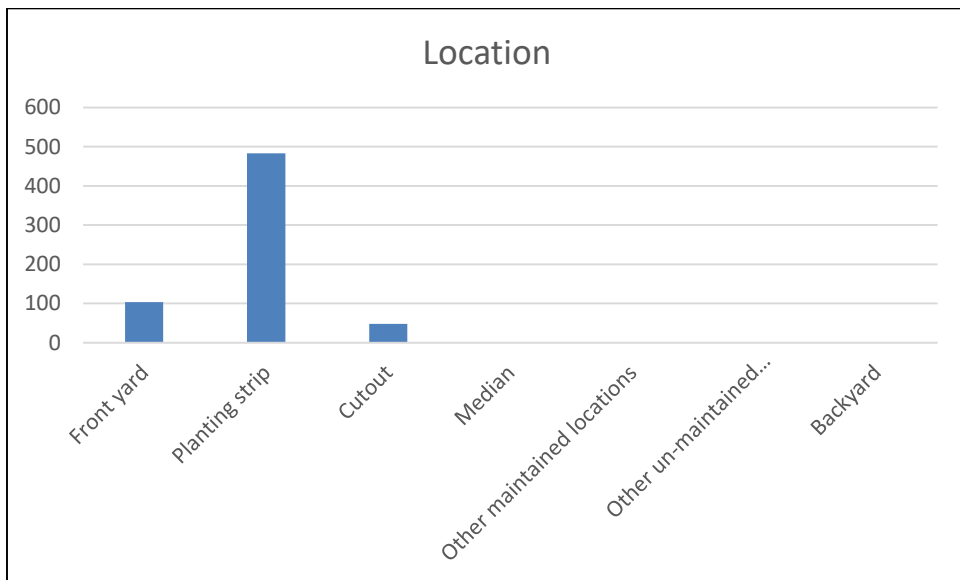 Location
600
500
400
300
200
100
0
Front yard
Planting strip
Cutout
Median
Other maintained locations
Other un-maintained...
Backyard